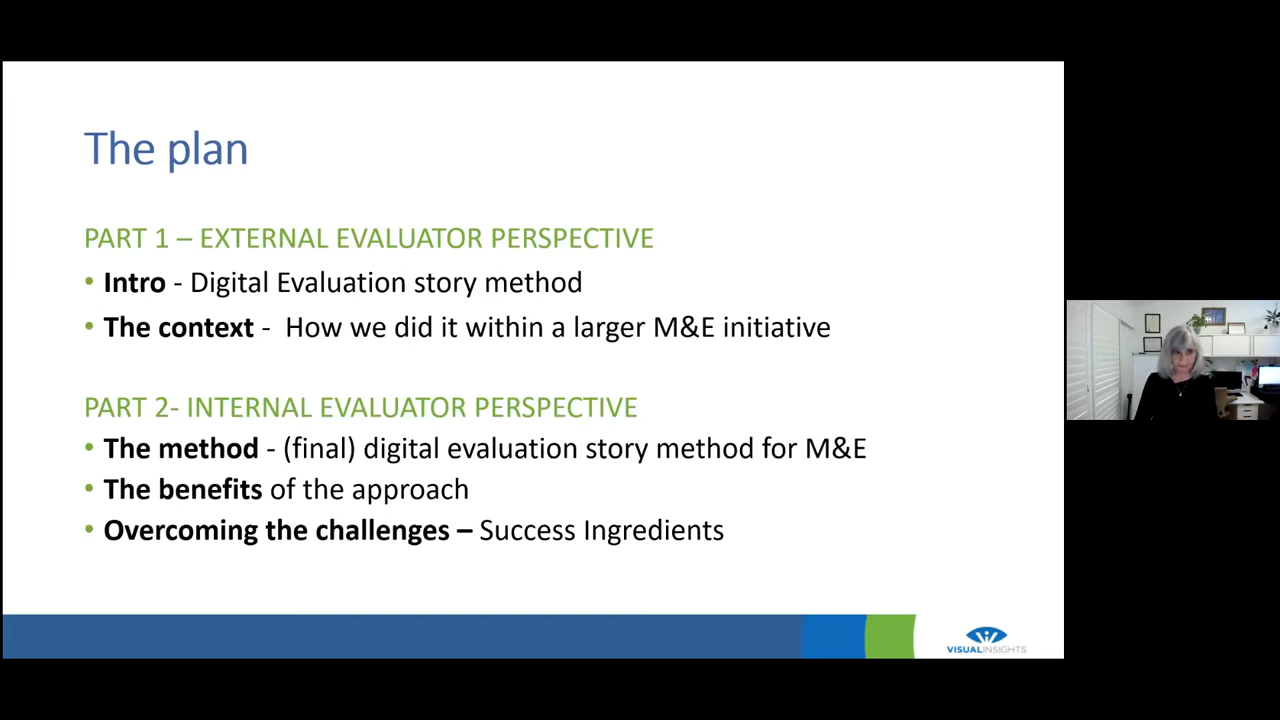 The plan
PART 1 – EXTERNAL EVALUATOR PERSPECTIVE
• Intro - Digital Evaluation story method
• The context - How we did it within a larger M&E initiative
PART 2- INTERNAL EVALUATOR PERSPECTIVE
• The method - (final) digital evaluation story method for M&E
• The benefits of the approach
• Overcoming the challenges – Success Ingredients
VISUALINSIGHTS